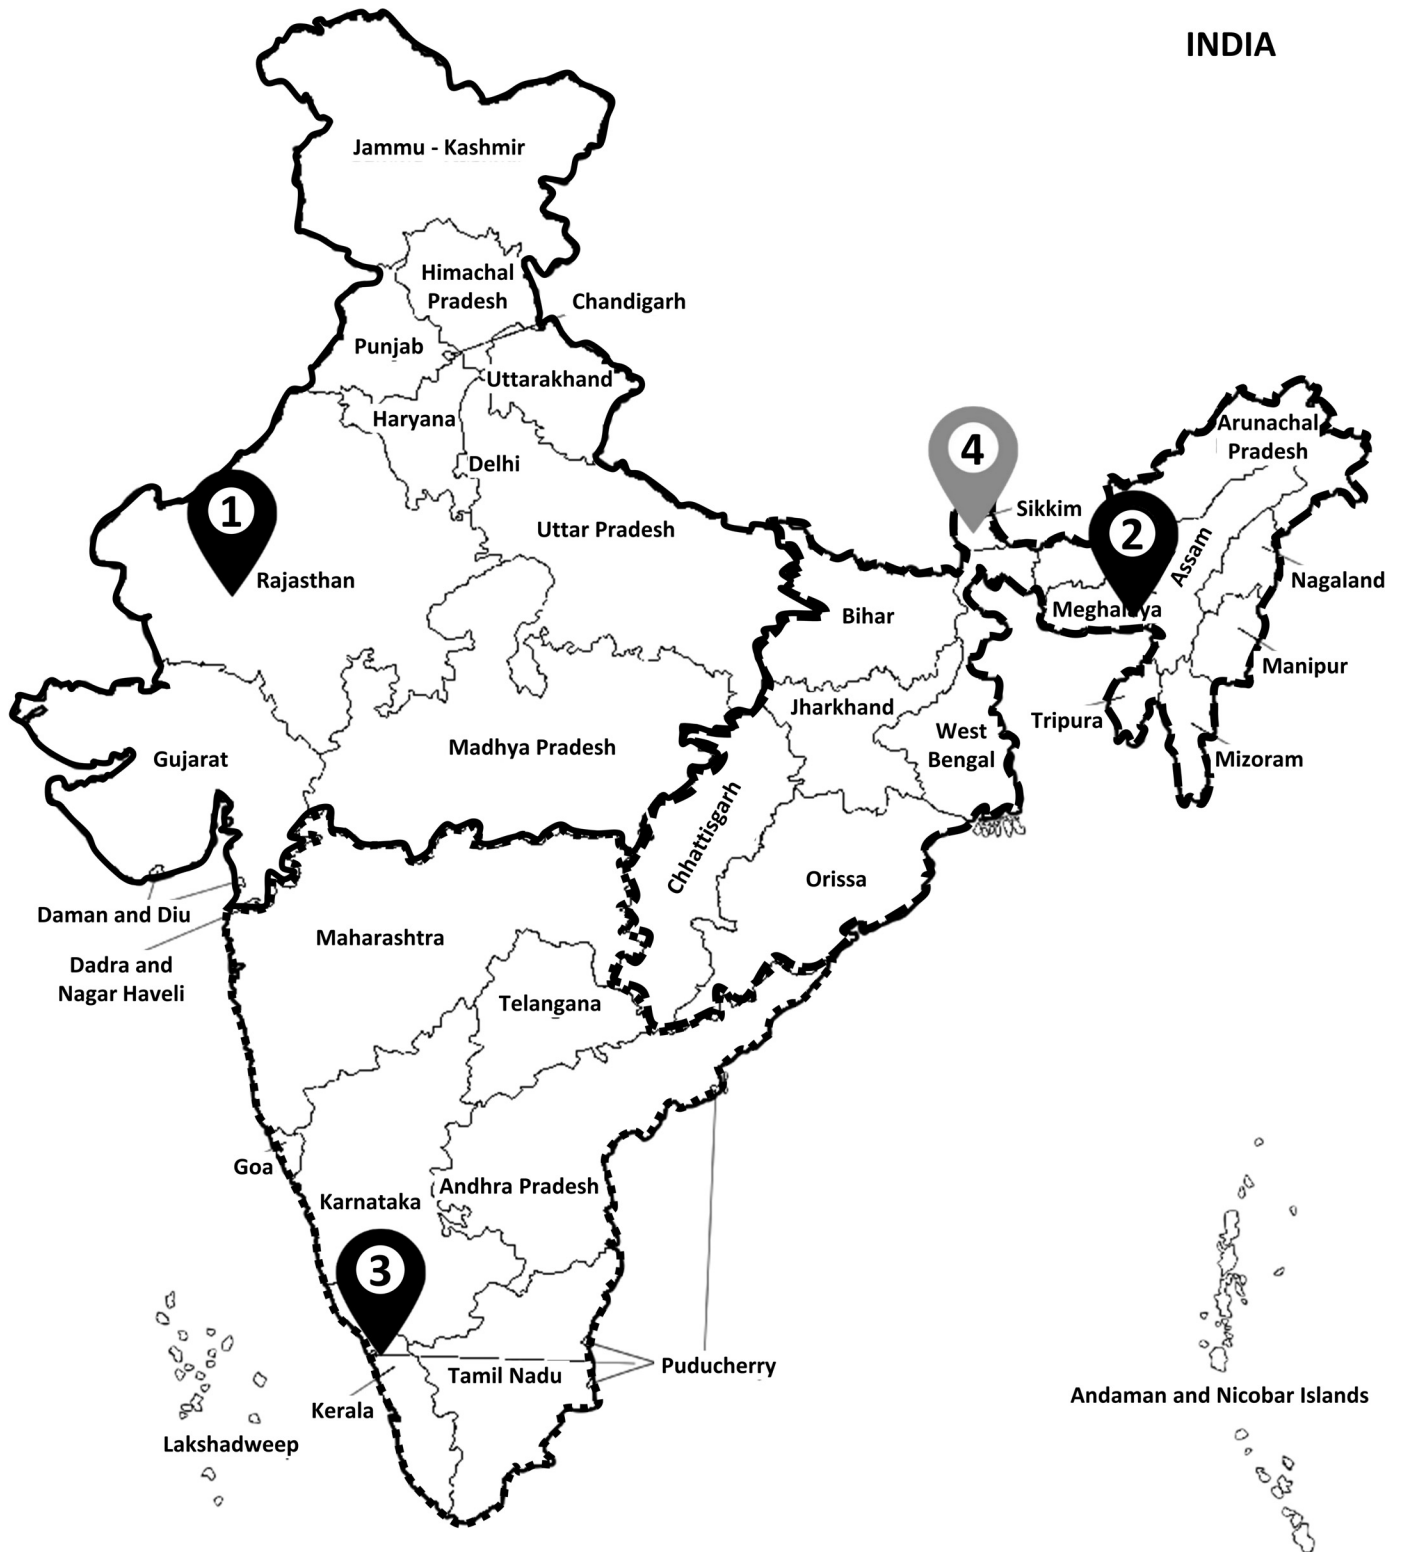 INDIA
Jammu - Kashmir
Himachal
Pradesh
Chandigarh
Punjab
Uttarakhand
Haryana
Delhi
Arunachal
Pradesh
4
Sikkim
1
2
Uttar Pradesh
Assam
Rajasthan
Nagaland
Bihar
Meghalaya
Manipur
Jharkhand
Tripura
West
Bengal
Madhya Pradesh
Gujarat
Mizoram
Chhattisgarh
Orissa
Daman and Diu
Maharashtra
Dadra and
Nagar Haveli
Telangana
Goa
Andhra Pradesh
Karnataka
3
Puducherry
Tamil Nadu
Andaman and Nicobar Islands
Kerala
Lakshadweep